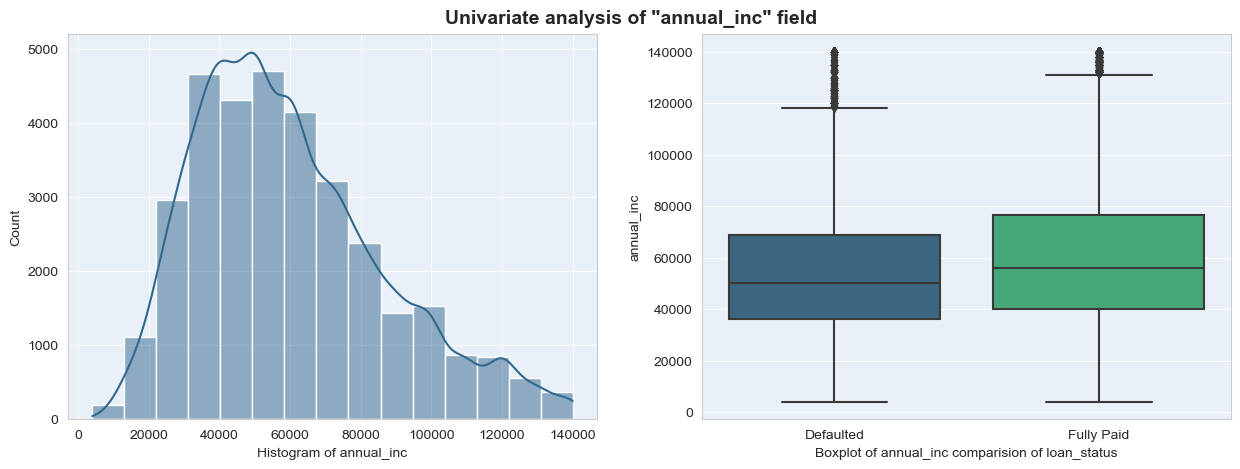 Univariate analysis of "annual_inc" field
5000
4000
3000
2000
1000
0
Count
0 20000 40000 60000 80000 100000 120000 140000
Histogram of annual_inc
140000
120000
100000
80000
60000
40000
20000
0
annual_inc
Defaulted Fully Paid
Boxplot of annual_inc comparision of loan_status